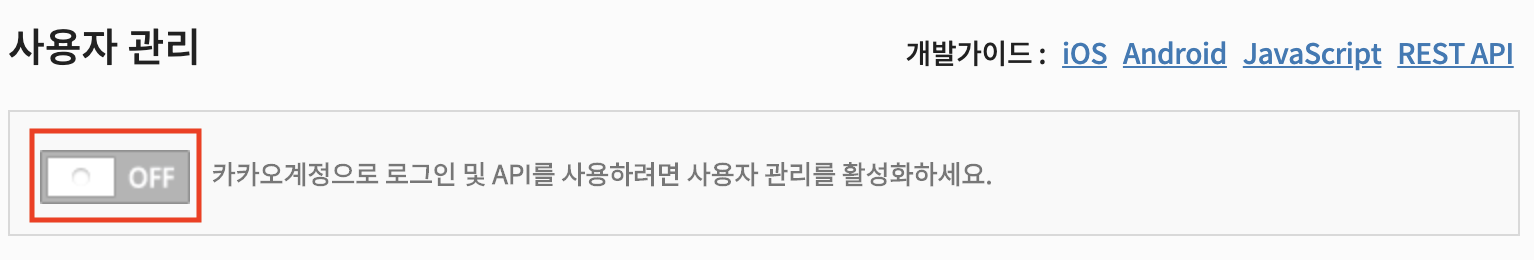 사용자 관리
개발가이드 : iOS Android JavaScript REST API
OFF 카카오계정으로 로그인 및 API를 사용하려면 사용자 관리를 활성화하세요.